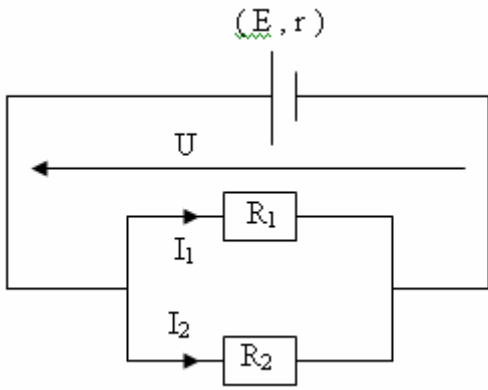 (E, r)
U
R₁
I₁
I₂
R₂